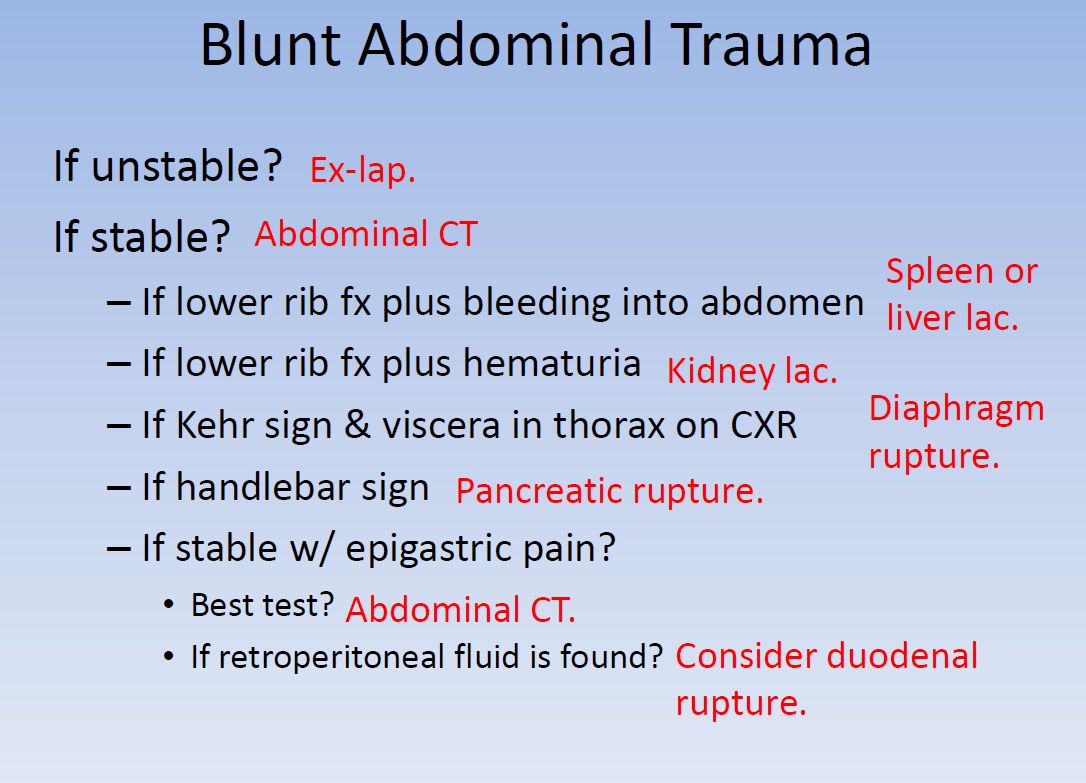 Blunt Abdominal Trauma
If unstable? Ex-lap.
If stable? Abdominal CT
– If lower rib fx plus bleeding into abdomen
Spleen or
liver lac.
– If lower rib fx plus hematuria Kidney lac.
– If Kehr sign & viscera in thorax on CXR
Diaphragm
rupture.
– If handlebar sign Pancreatic rupture.
– If stable w/ epigastric pain?
• Best test? Abdominal CT.
• If retroperitoneal fluid is found? Consider duodenal
rupture.